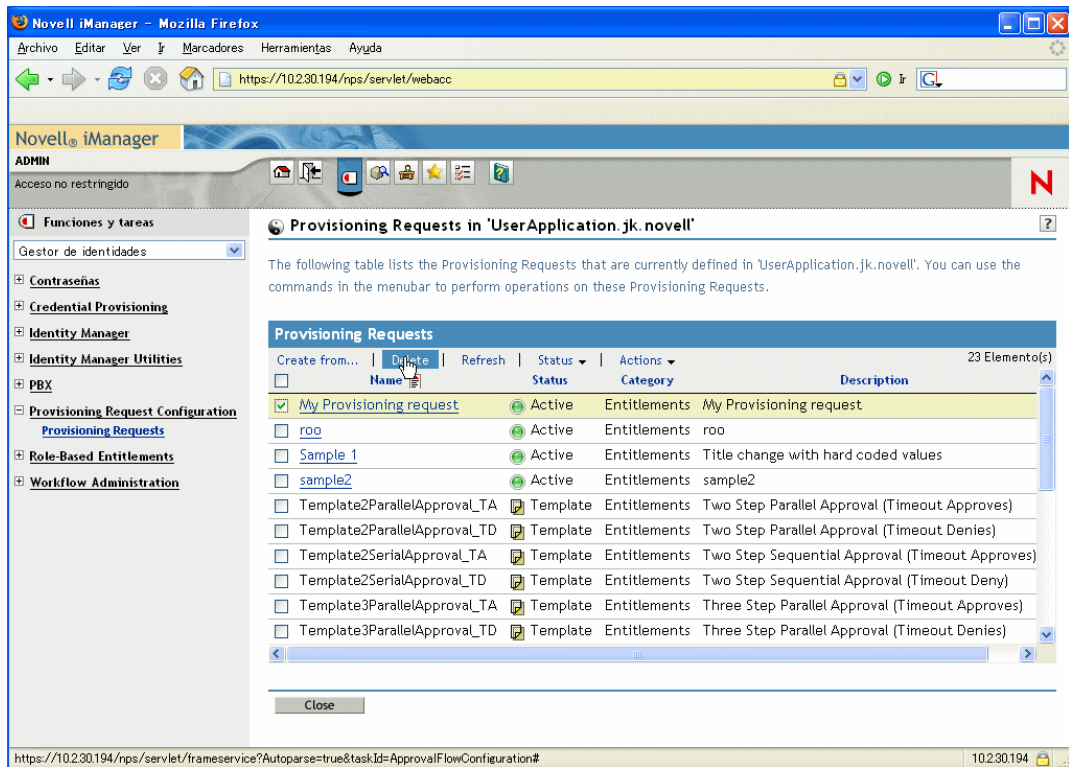 Novell iManager - Mozilla Firefox
Archivo Editar Ver Ir Marcadores Herramientas Ayuda
https://10.2.30.194/nps/servlet/webacc Ir G
Novell® iManager
ADMIN
Acceso no restringido
N
Funciones y tareas
Gestor de identidades
Contraseñas
Credential Provisioning
Identity Manager
Identity Manager Utilities
PBX
Provisioning Request Configuration
Provisioning Requests
Role-Based Entitlements
Workflow Administration
Provisioning Requests in 'UserApplication.jk.novell' ?
The following table lists the Provisioning Requests that are currently defined in 'UserApplication.jk.novell'. You can use the
commands in the menubar to perform operations on these Provisioning Requests.
Provisioning Requests
Create from... | Delete | Refresh | Status | Actions 23 Elemento(s)
Name Status Category Description
My Provisioning request Active Entitlements My Provisioning request
roo Active Entitlements roo
Sample 1 Active Entitlements Title change with hard coded values
sample2 Active Entitlements sample2
Template2ParallelApproval_TA Template Entitlements Two Step Parallel Approval (Timeout Approves)
Template2ParallelApproval_TD Template Entitlements Two Step Parallel Approval (Timeout Denies)
Template2SerialApproval_TA Template Entitlements Two Step Sequential Approval (Timeout Approves)
Template2SerialApproval_TD Template Entitlements Two Step Sequential Approval (Timeout Deny)
Template3ParallelApproval_TA Template Entitlements Three Step Parallel Approval (Timeout Approves)
Template3ParallelApproval_TD Template Entitlements Three Step Parallel Approval (Timeout Denies)
Close
https://10.2.30.194/nps/servlet/frameservice?Autoparse=true&taskId=ApprovalFlowConfiguration# 10.2.30.194